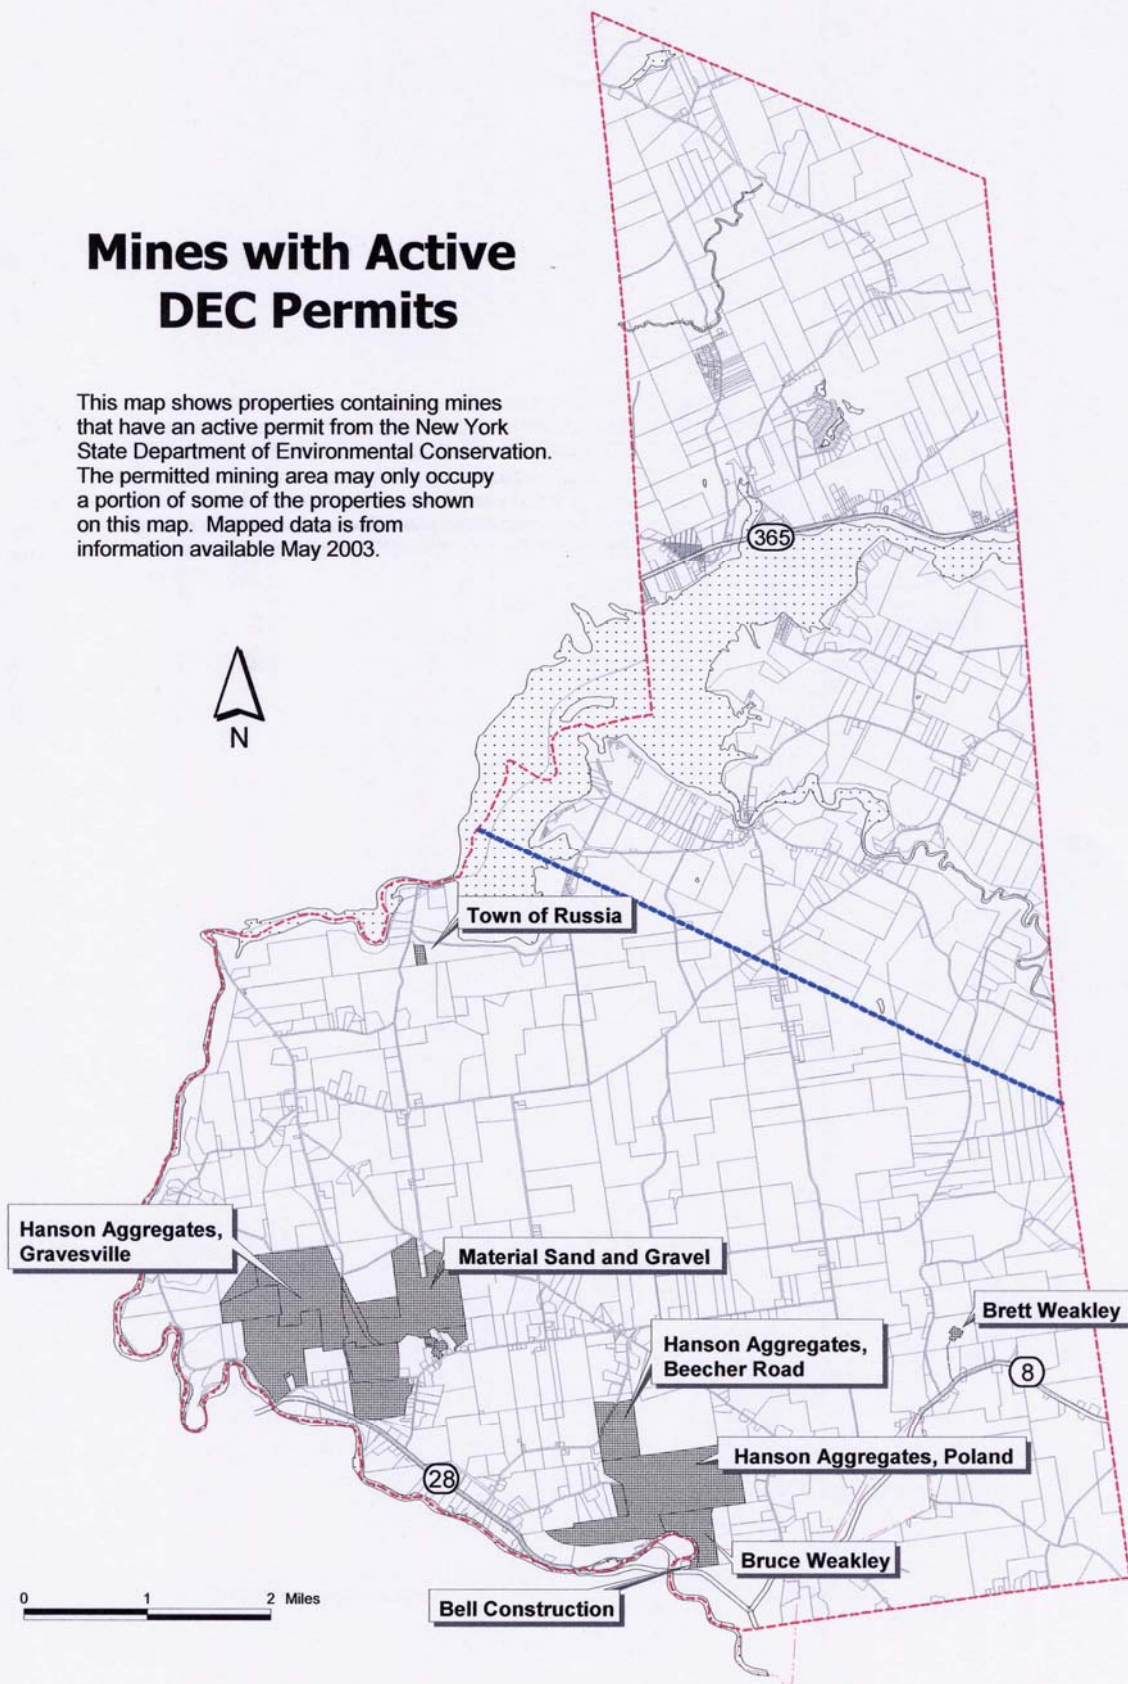 Mines with Active
DEC Permits
This map shows properties containing mines
that have an active permit from the New York
State Department of Environmental Conservation.
The permitted mining area may only occupy
a portion of some of the properties shown
on this map. Mapped data is from
information available May 2003.
365
N
Town of Russia
Hanson Aggregates,
Gravesville
Material Sand and Gravel
Brett Weakley
Hanson Aggregates,
Beecher Road
8
Hanson Aggregates, Poland
28
Bruce Weakley
Bell Construction
0 1 2 Miles